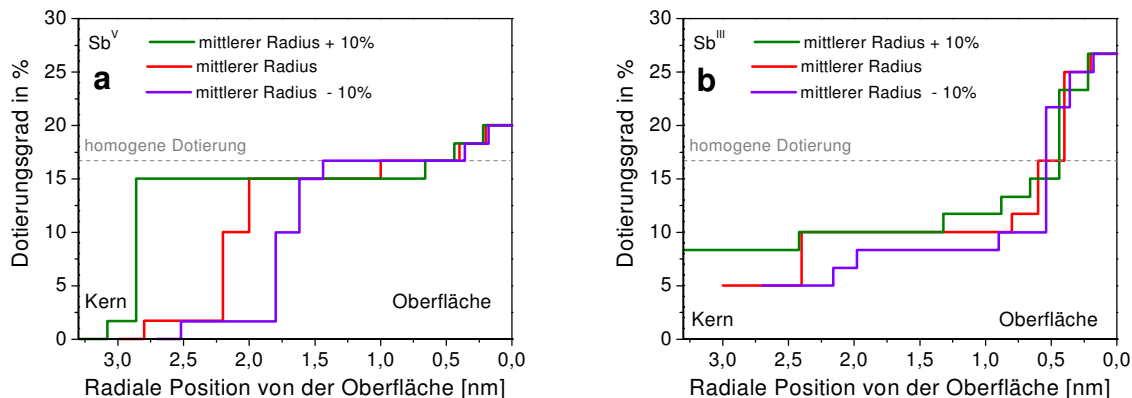 30
25
20
15
10
5
0
Dotierungsgrad in %
Sb^V
mittlerer Radius + 10%
a
mittlerer Radius
mittlerer Radius - 10%
homogene Dotierung
Kern
Oberfläche
3,0 2,5 2,0 1,5 1,0 0,5 0,0
Radiale Position von der Oberfläche [nm]
30
25
20
15
10
5
0
Dotierungsgrad in %
Sb^III
mittlerer Radius + 10%
b
mittlerer Radius
mittlerer Radius - 10%
homogene Dotierung
Kern
Oberfläche
3,0 2,5 2,0 1,5 1,0 0,5 0,0
Radiale Position von der Oberfläche [nm]